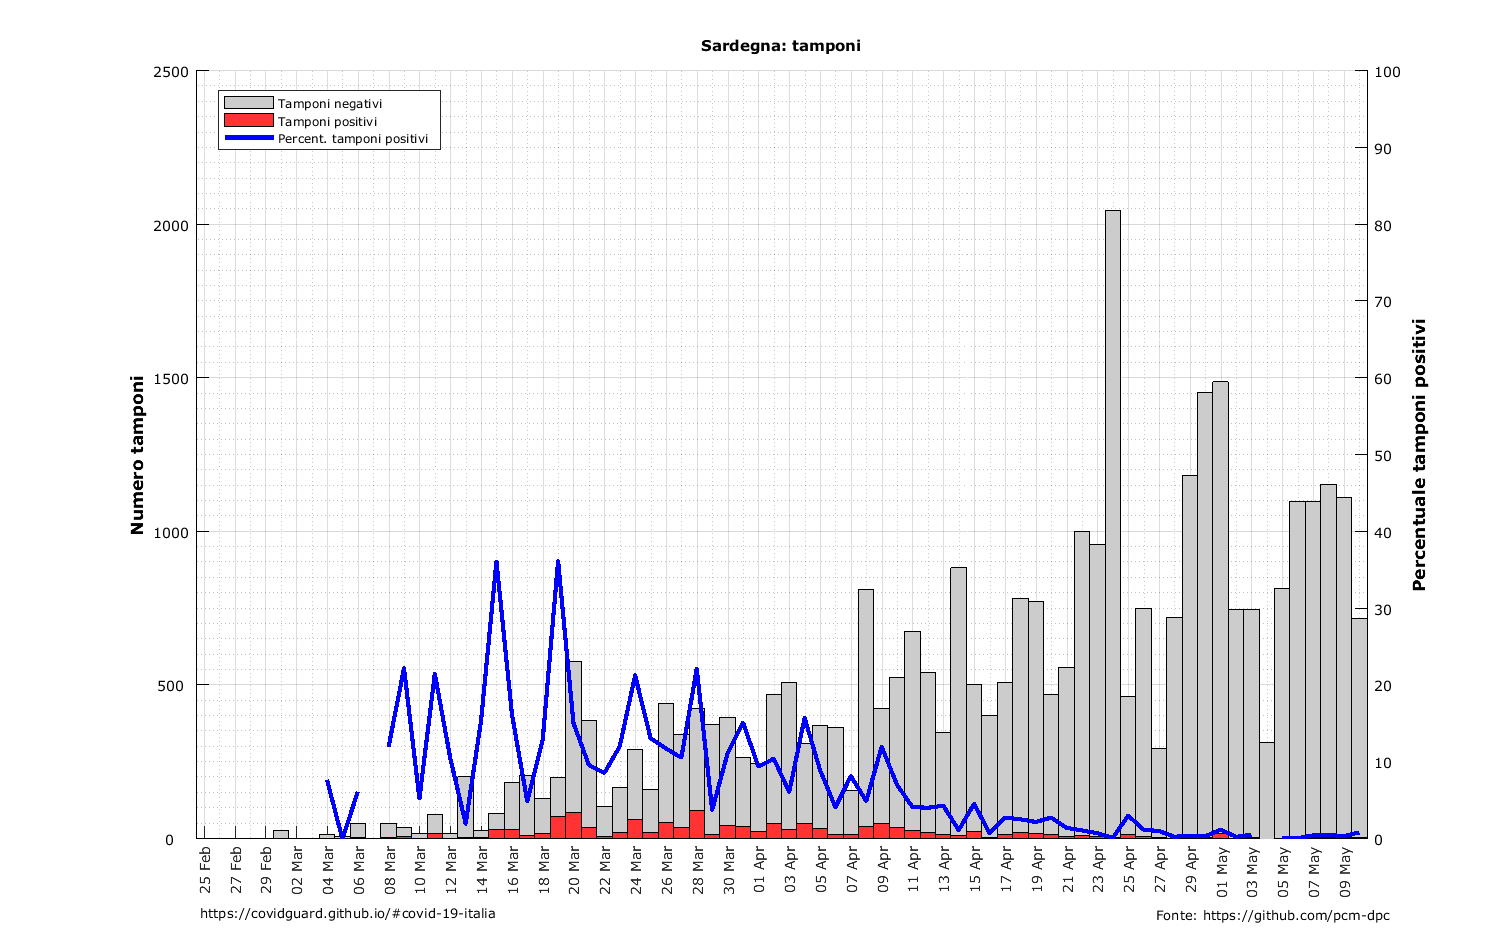 Sardegna: tamponi
Tamponi negativi
Tamponi positivi
Percent. tamponi positivi
Numero tamponi
2500
2000
1500
1000
500
0
Percentuale tamponi positivi
100
90
80
70
60
50
40
30
20
10
0
25 Feb
27 Feb
29 Feb
02 Mar
04 Mar
06 Mar
08 Mar
10 Mar
12 Mar
14 Mar
16 Mar
18 Mar
20 Mar
22 Mar
24 Mar
26 Mar
28 Mar
30 Mar
01 Apr
03 Apr
05 Apr
07 Apr
09 Apr
11 Apr
13 Apr
15 Apr
17 Apr
19 Apr
21 Apr
23 Apr
25 Apr
27 Apr
29 Apr
01 May
03 May
05 May
07 May
09 May
https://covidguard.github.io/#covid-19-italia
Fonte: https://github.com/pcm-dpc